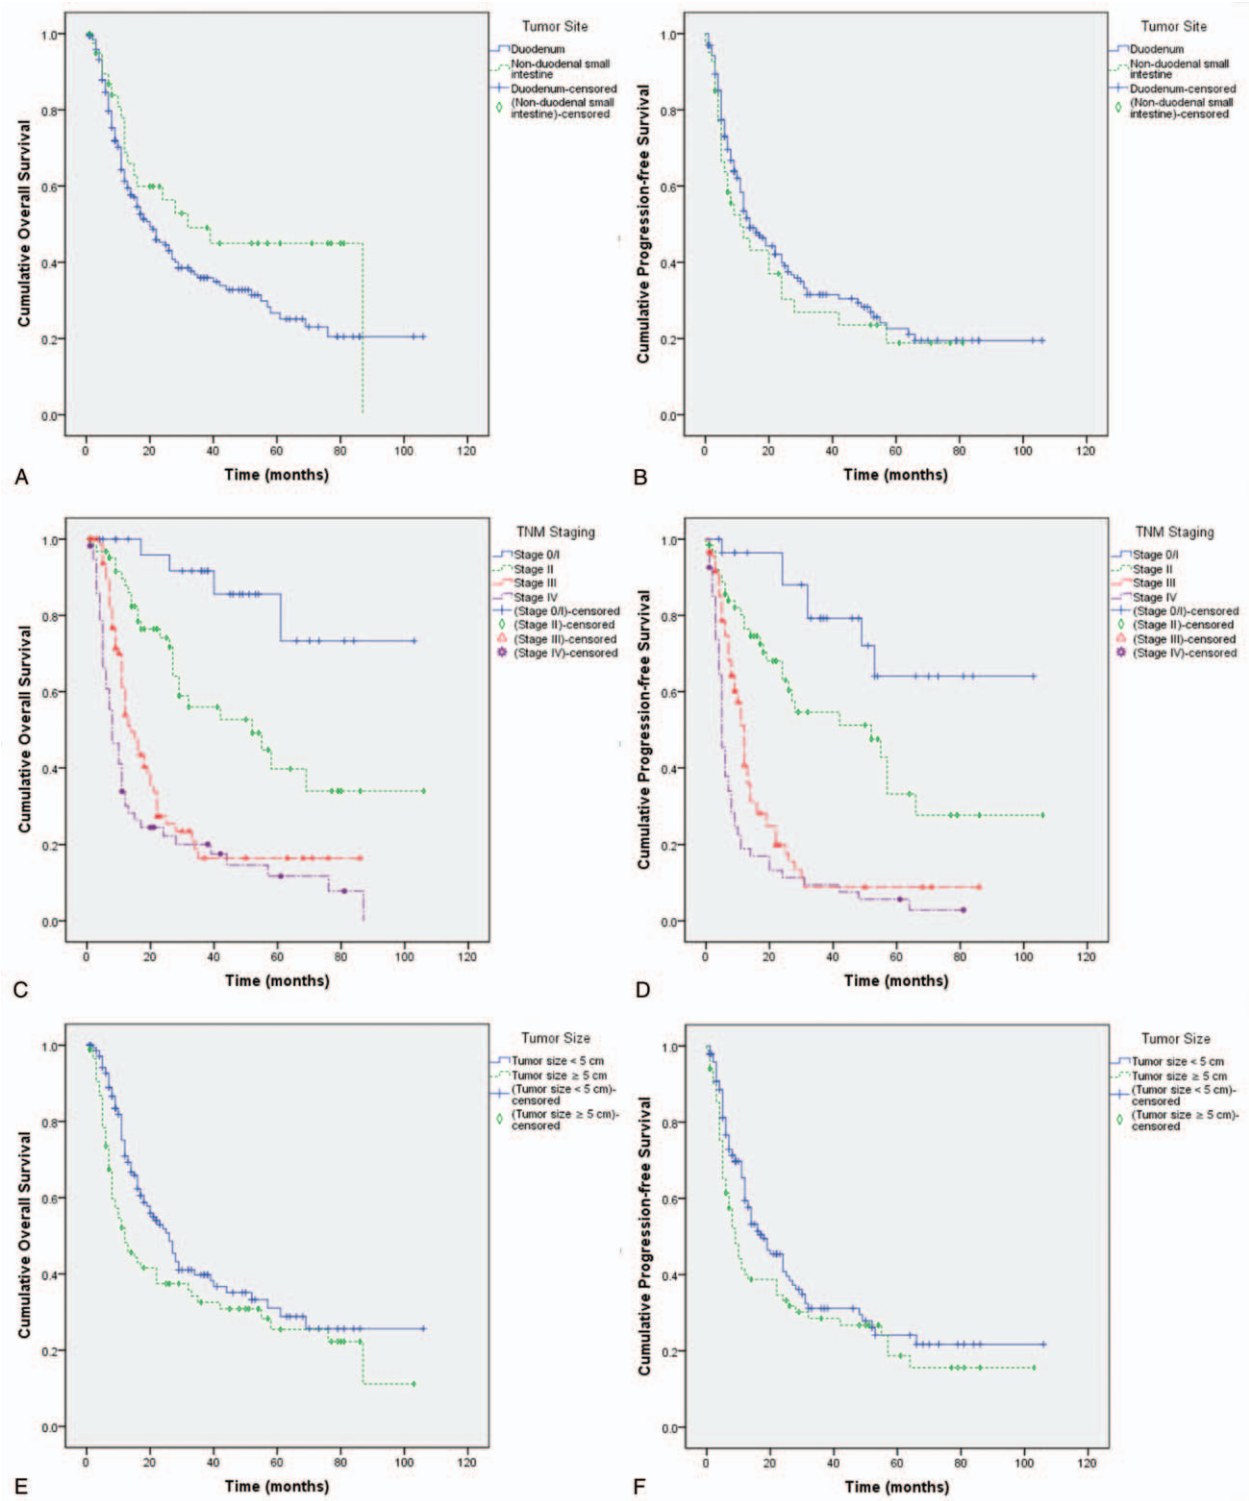 Tumor Site
Duodenum
Non-duodenal small
intestine
Duodenum-censored
(Non-duodenal small
intestine)-censored
Cumulative Overall Survival
1.0
0.8
0.6
0.4
0.2
0.0
0 20 40 60 80 100 120
Time (months)
A
Tumor Site
Duodenum
Non-duodenal small
intestine
Duodenum-censored
(Non-duodenal small
intestine)-censored
Cumulative Progression-free Survival
1.0
0.8
0.6
0.4
0.2
0.0
0 20 40 60 80 100 120
Time (months)
B
TNM Staging
Stage 0/I
Stage II
Stage III
Stage IV
(Stage 0/I)-censored
(Stage II)-censored
(Stage III)-censored
(Stage IV)-censored
Cumulative Overall Survival
1.0
0.8
0.6
0.4
0.2
0.0
0 20 40 60 80 100 120
Time (months)
C
TNM Staging
Stage 0/I
Stage II
Stage III
Stage IV
(Stage 0/I)-censored
(Stage II)-censored
(Stage III)-censored
(Stage IV)-censored
Cumulative Progression-free Survival
1.0
0.8
0.6
0.4
0.2
0.0
0 20 40 60 80 100 120
Time (months)
D
Tumor Size
Tumor size < 5 cm
Tumor size ≥ 5 cm
(Tumor size < 5 cm)-
censored
(Tumor size ≥ 5 cm)-
censored
Cumulative Overall Survival
1.0
0.8
0.6
0.4
0.2
0.0
0 20 40 60 80 100 120
Time (months)
E
Tumor Size
Tumor size < 5 cm
Tumor size ≥ 5 cm
(Tumor size < 5 cm)-
censored
(Tumor size ≥ 5 cm)-
censored
Cumulative Progression-free Survival
1.0
0.8
0.6
0.4
0.2
0.0
0 20 40 60 80 100 120
Time (months)
F